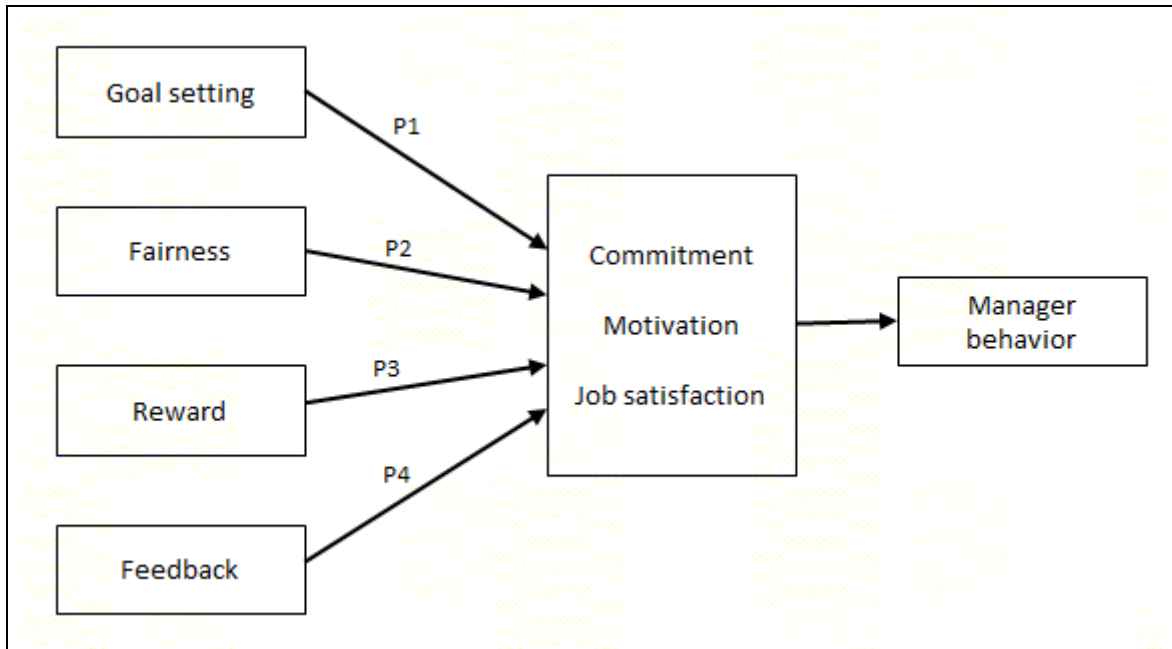 Goal setting
P1
Fairness
P2
Commitment
Motivation
Job satisfaction
Manager
behavior
P3
Reward
P4
Feedback